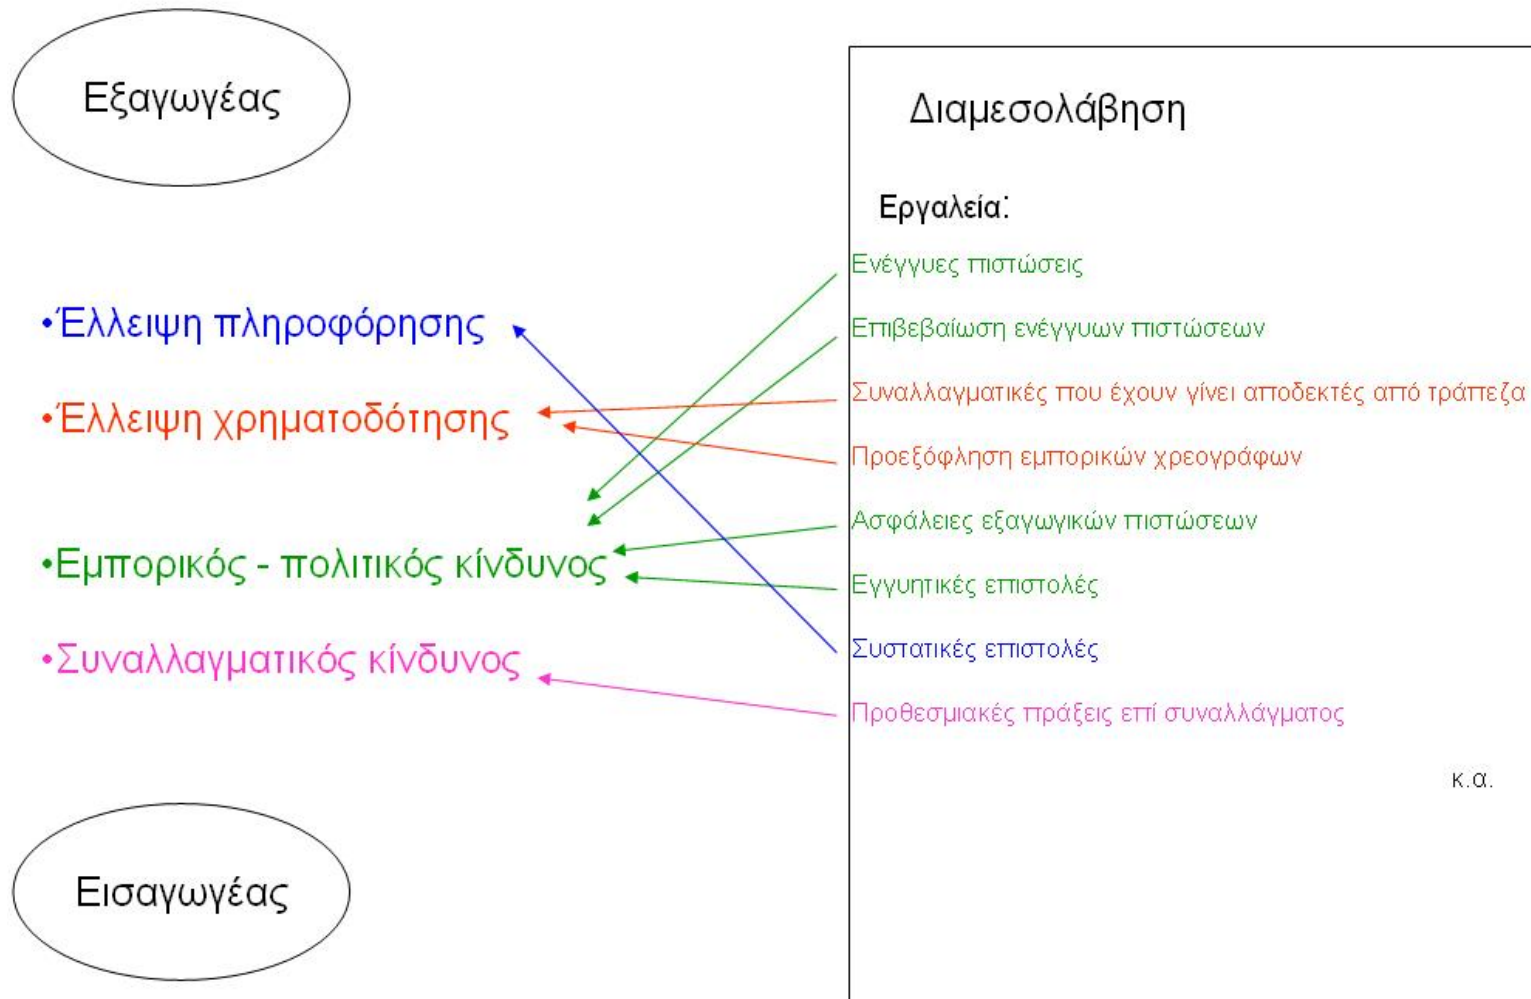 Εξαγωγέας
•Έλλειψη πληροφόρησης
•Έλλειψη χρηματοδότησης
•Εμπορικός - πολιτικός κίνδυνος
•Συναλλαγματικός κίνδυνος
Εισαγωγέας
Διαμεσολάβηση
Εργαλεία:
Ενέγγυες πιστώσεις
Επιβεβαίωση ενέγγυων πιστώσεων
Συναλλαγματικές που έχουν γίνει αποδεκτές από τράπεζα
Προεξόφληση εμπορικών χρεογράφων
Ασφάλειες εξαγωγικών πιστώσεων
Εγγυητικές επιστολές
Συστατικές επιστολές
Προθεσμιακές πράξεις επί συναλλάγματος
κ.α.